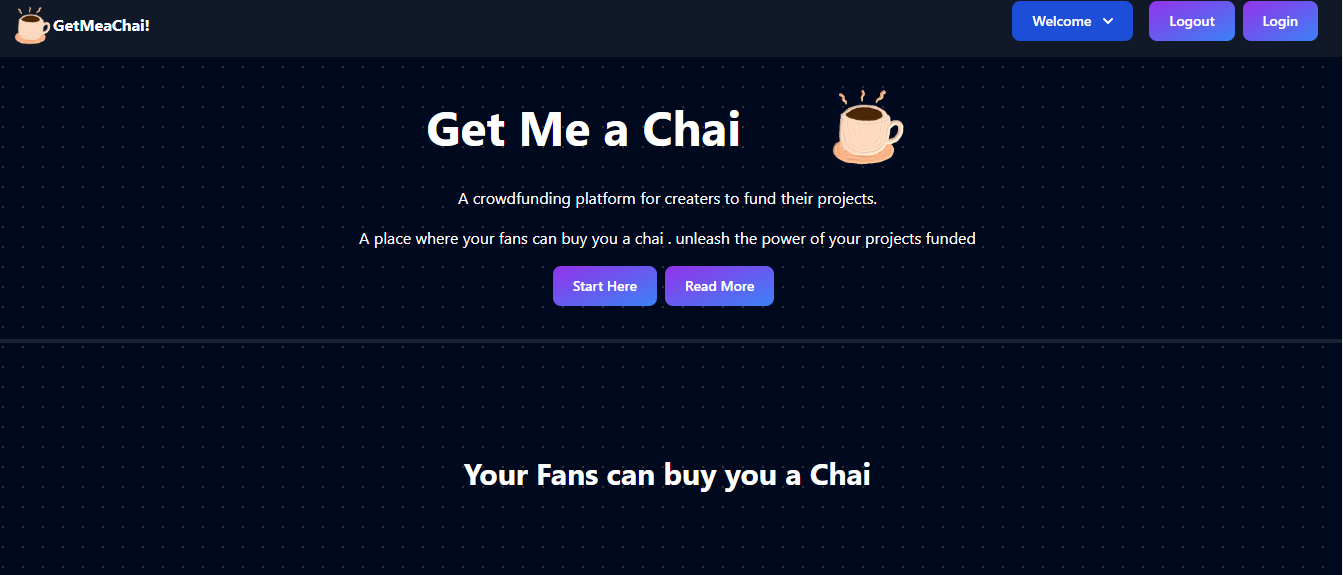 GetMeaChai!
Welcome
Logout
Login
Get Me a Chai
A crowdfunding platform for creaters to fund their projects.
A place where your fans can buy you a chai . unleash the power of your projects funded
Start Here
Read More
Your Fans can buy you a Chai